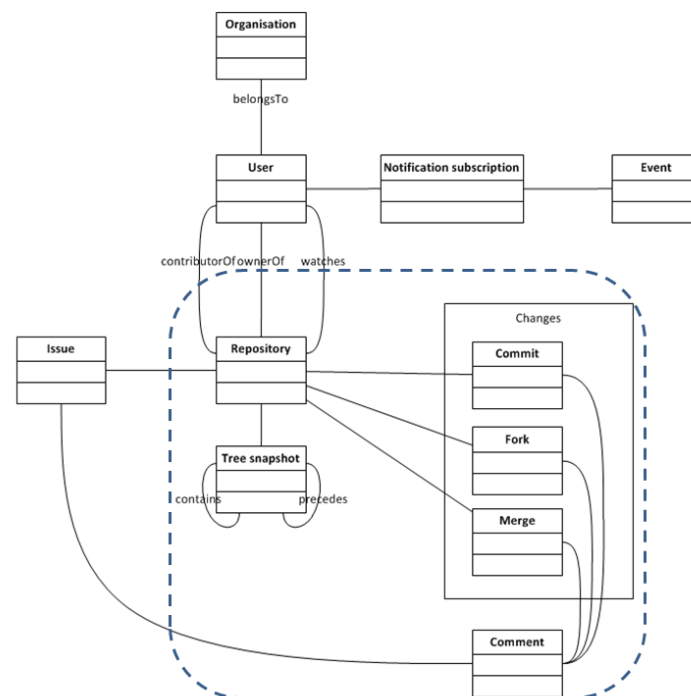 Organisation
belongsTo
User
Notification subscription
Event
contributorOf ownerOf watches
Changes
Issue
Repository
Commit
Fork
Tree snapshot
contains
precedes
Merge
Comment